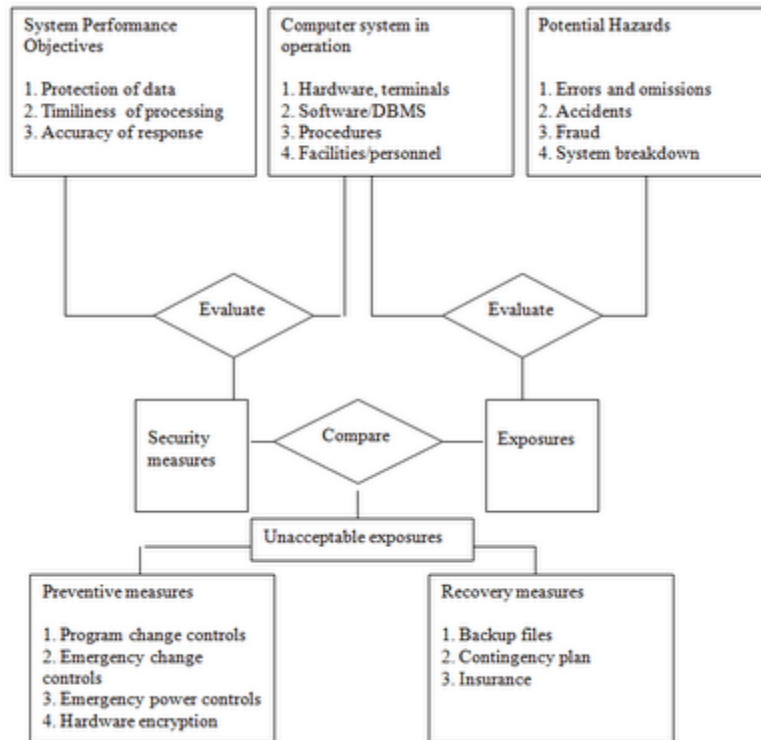 System Performance
Objectives
1. Protection of data
2. Timiliness of processing
3. Accuracy of response
Computer system in
operation
1. Hardware, terminals
2. Software/DBMS
3. Procedures
4. Facilities/personnel
Potential Hazards
1. Errors and omissions
2. Accidents
3. Fraud
4. System breakdown
Evaluate
Evaluate
Security
measures
Compare
Exposures
Unacceptable exposures
Preventive measures
1. Program change controls
2. Emergency change
controls
3. Emergency power controls
4. Hardware encryption
Recovery measures
1. Backup files
2. Contingency plan
3. Insurance